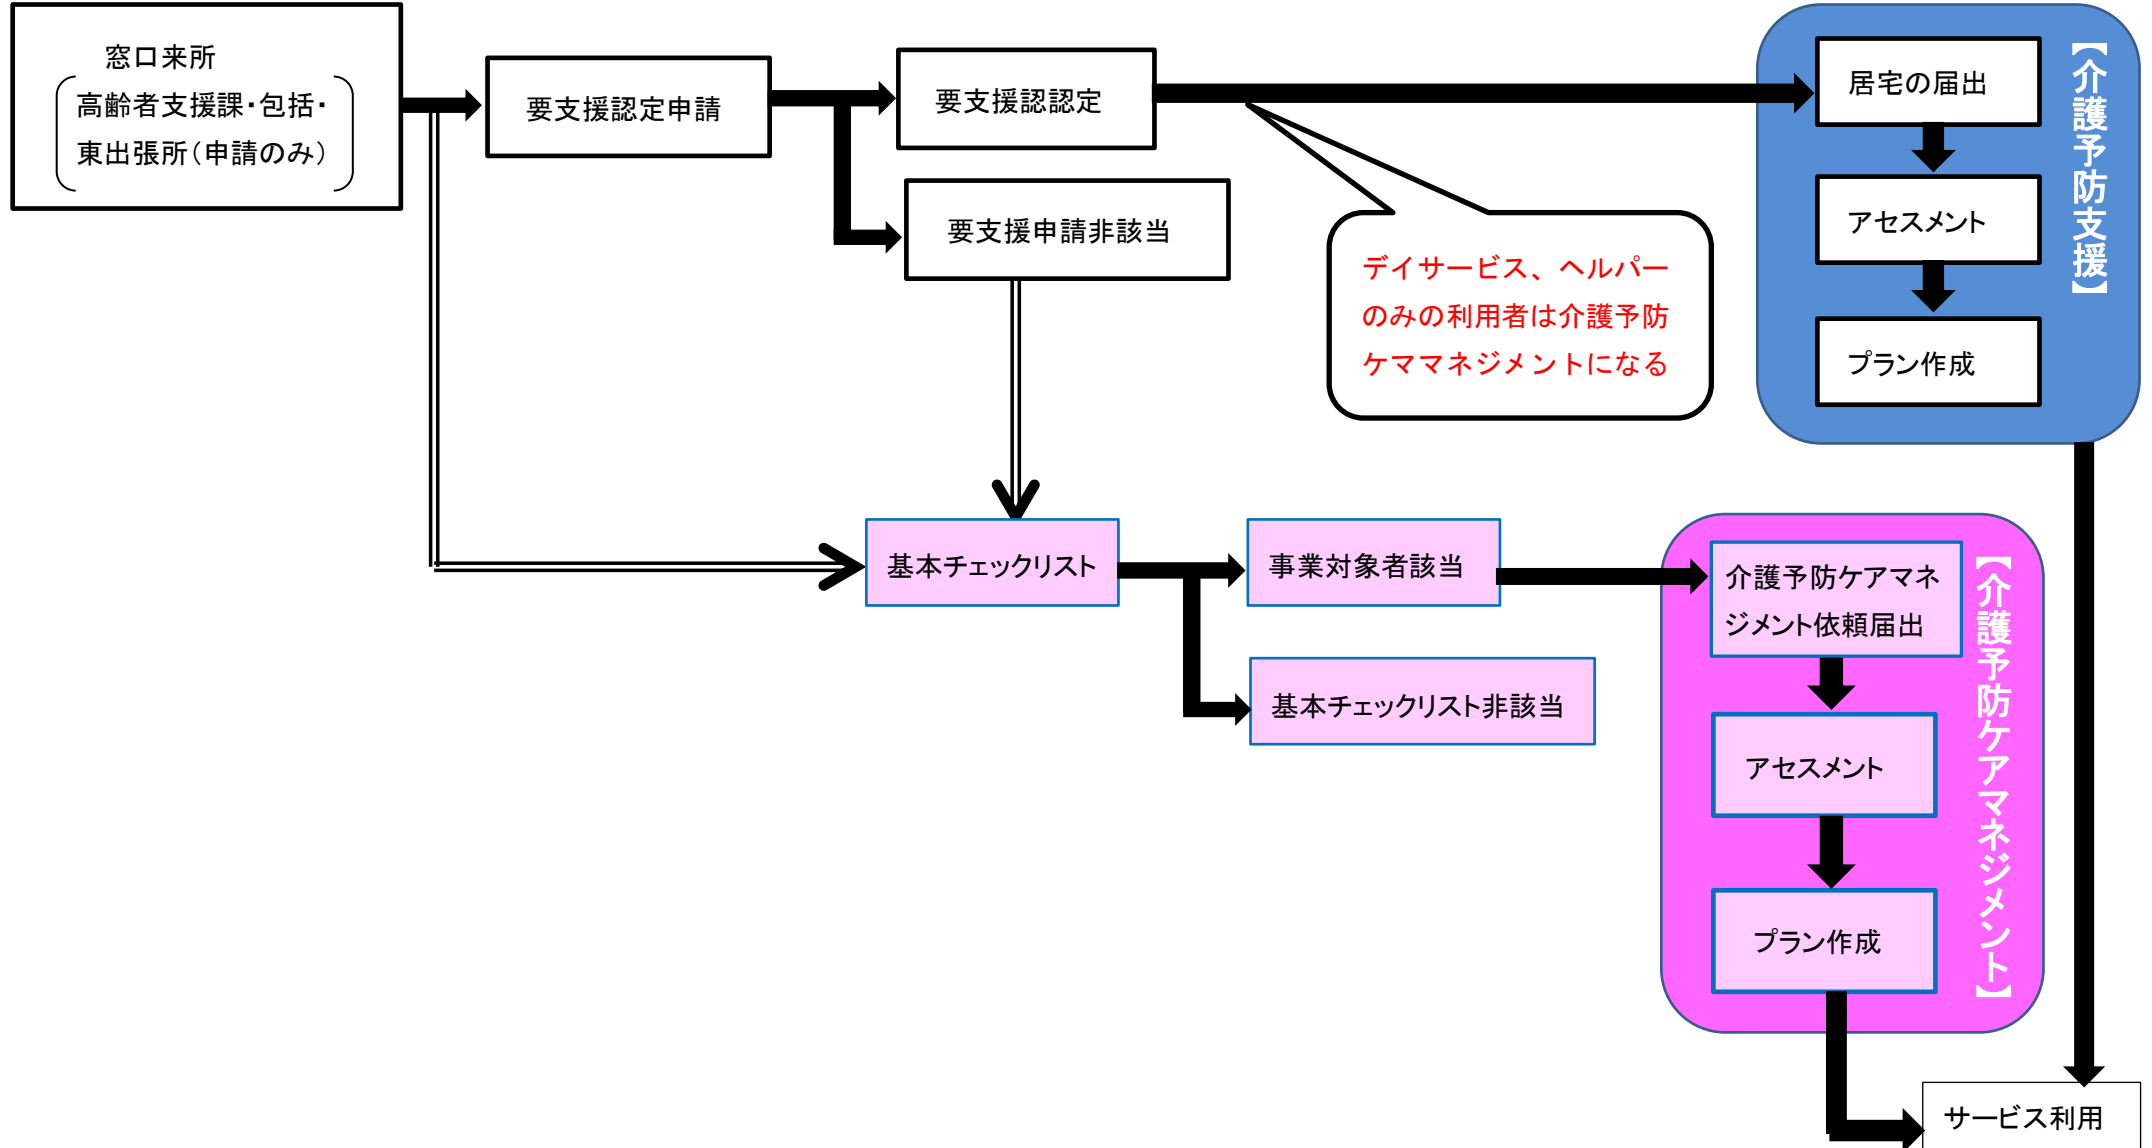 窓口来所
高齢者支援課・包括・
東出張所(申請のみ)
要支援認定申請
要支援認認定
要支援申請非該当
デイサービス、ヘルパー
のみの利用者は介護予防
ケママネジメントになる
居宅の届出
アセスメント
プラン作成
【介護予防支援】
基本チェックリスト
事業対象者該当
基本チェックリスト非該当
介護予防ケアマネ
ジメント依頼届出
アセスメント
プラン作成
【介護予防ケアマネジメント】
サービス利用